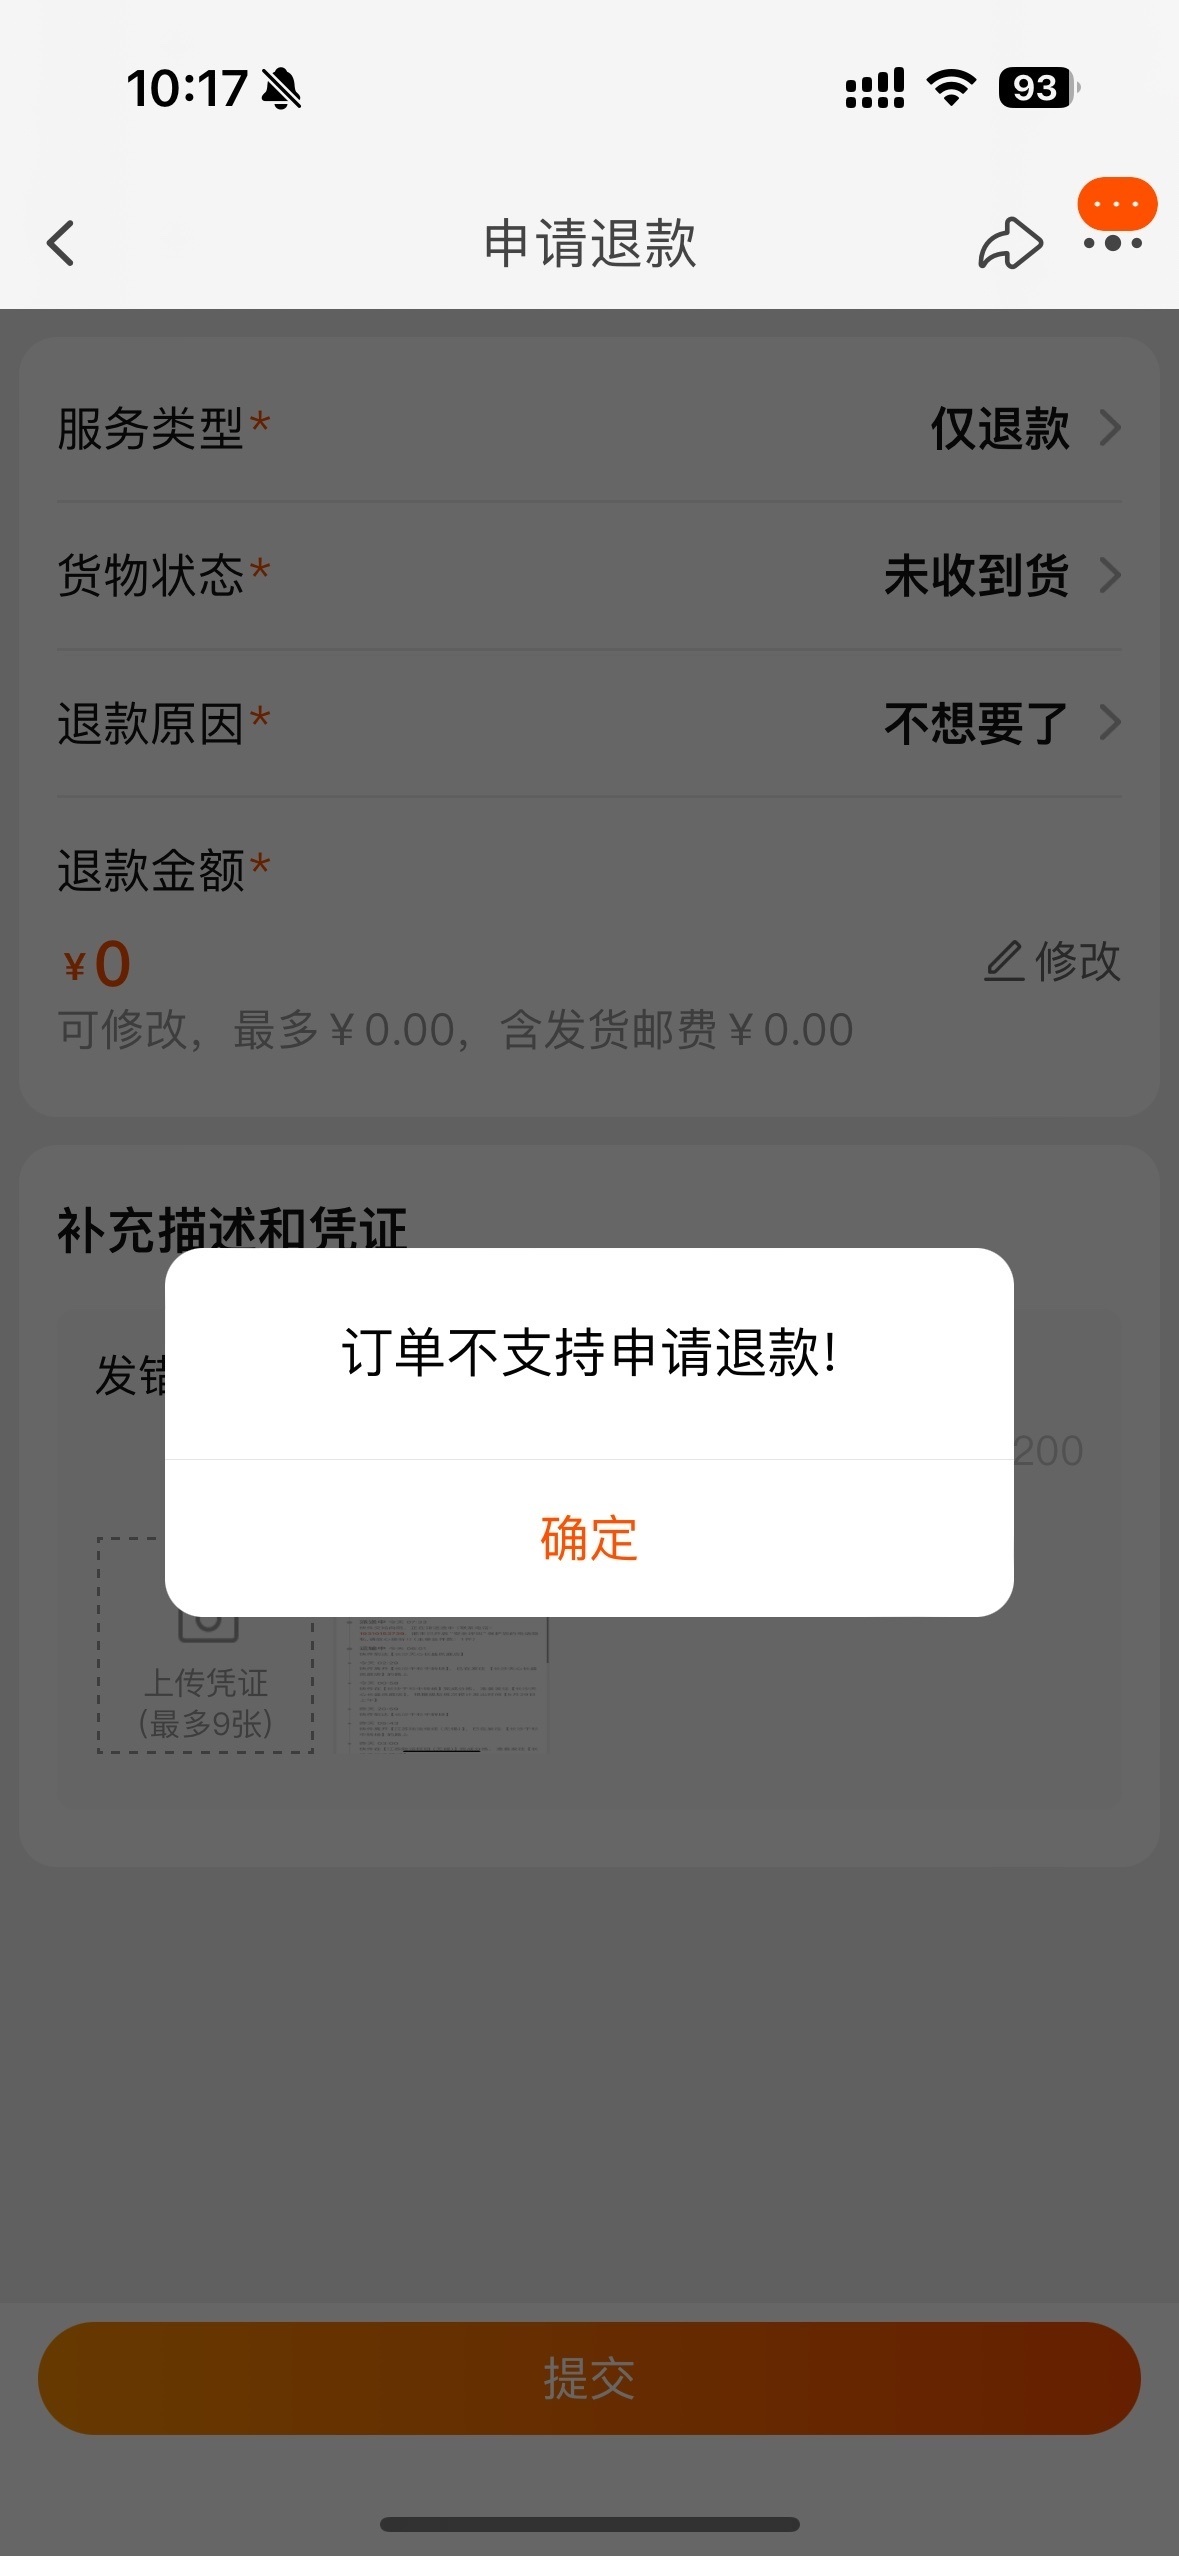 10:17
93
申请退款
服务类型*
仅退款
货物状态*
未收到货
退款原因*
不想要了
退款金额*
¥0
修改
可修改，最多¥0.00，含发货邮费¥0.00
补充描述和凭证
发错
订单不支持申请退款!
200
确定
上传凭证
(最多9张)
提交